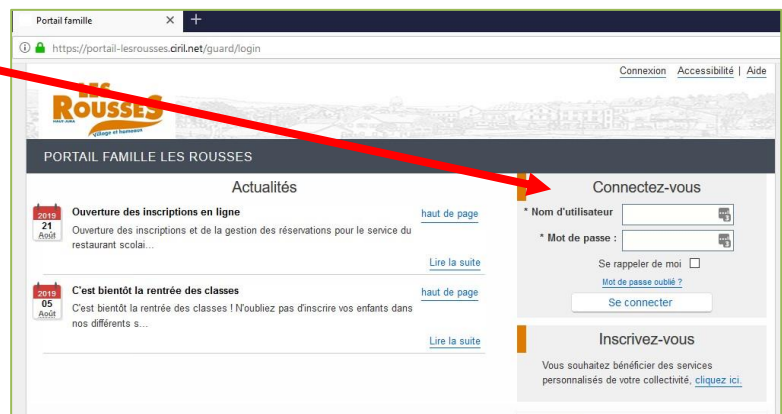 Portail famille
https://portail-lesrousses.ciril.net/guard/login
Connexion Accessibilité | Aide
LES
ROUSSES
HAUT-JURA
Village et hameaux
PORTAIL FAMILLE LES ROUSSES
Actualités
2019
21
Août
Ouverture des inscriptions en ligne
haut de page
Ouverture des inscriptions et de la gestion des réservations pour le service du
restaurant scolai...
Lire la suite
2019
05
Août
C'est bientôt la rentrée des classes
haut de page
C'est bientôt la rentrée des classes ! N'oubliez pas d'inscrire vos enfants dans
nos différents s...
Lire la suite
Connectez-vous
* Nom d'utilisateur
* Mot de passe :
Se rappeler de moi
Mot de passe oublié ?
Se connecter
Inscrivez-vous
Vous souhaitez bénéficier des services
personnalisés de votre collectivité, cliquez ici.